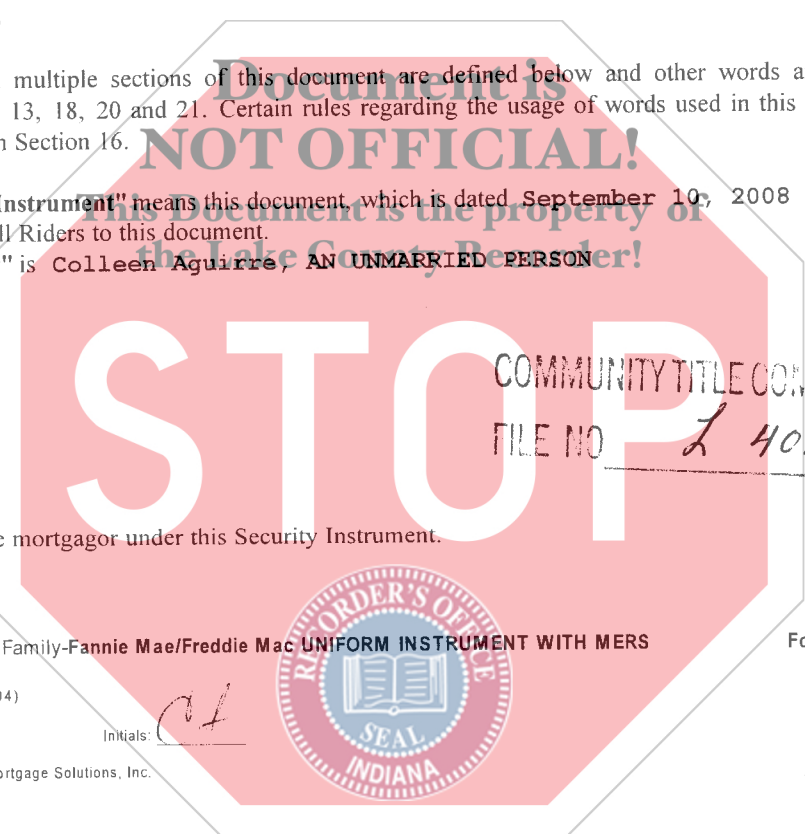 multiple sections of this document are defined below and other words a
Document is
13, 18, 20 and 21. Certain rules regarding the usage of words used in this
n Section 16.
NOT OFFICIAL!
Instrument" means this document, which is dated September 10, 2008
This Document is the property of
ll Riders to this document.
the Lake County Recorder!
" is Colleen Aguirre, AN UNMARRIED PERSON
STOP
COMMUNITY TITLE COM
FILE NO L 40
e mortgagor under this Security Instrument.
RECORDER'S OFFICE
Family-Fannie Mae/Freddie Mac UNIFORM INSTRUMENT WITH MERS Fo
04)
Initials: CA
SEAL
INDIANA
ortgage Solutions, Inc.